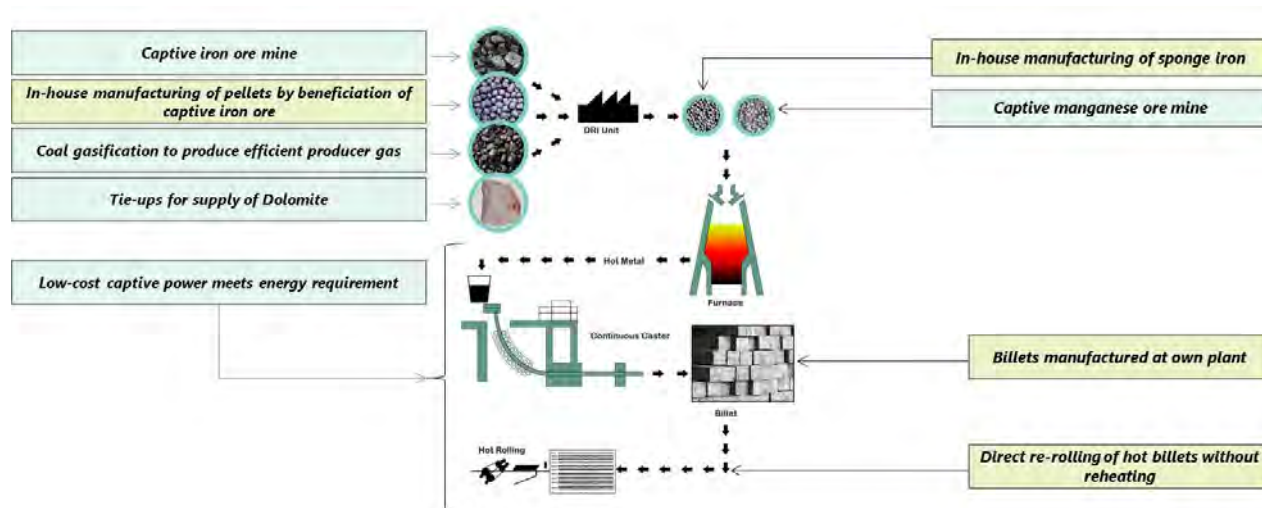 Captive iron ore mine
In-house manufacturing of pellets by beneficiation of
captive iron ore
Coal gasification to produce efficient producer gas
Tie-ups for supply of Dolomite
Low-cost captive power meets energy requirement
DRI Unit
In-house manufacturing of sponge iron
Captive manganese ore mine
Hot Metal
Furnace
Continuous Caster
Billet
Billets manufactured at own plant
Hot Rolling
Direct re-rolling of hot billets without
reheating